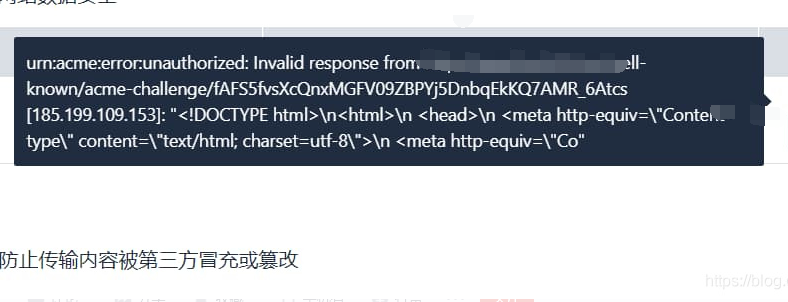 urn:acme:error:unauthorized: Invalid response from ell-
known/acme-challenge/fAFS5fvsXcQnxMGFV09ZBPYj5DnbqEkKQ7AMR_6Atcs
[185.199.109.153]: "<!DOCTYPE html>\n<html>\n <head>\n <meta http-equiv=\"Content-
type\" content=\"text/html; charset=utf-8\">\n <meta http-equiv=\"Co"
防止传输内容被第三方冒充或篡改
https://blog.